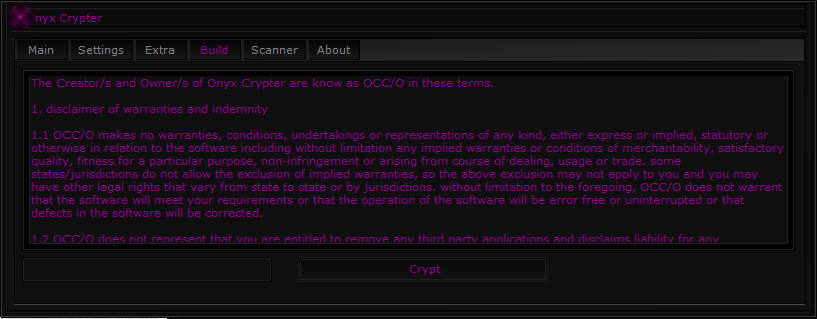 nyx Crypter
Main Settings Extra Build Scanner About
The Creator/s and Owner/s of Onyx Crypter are know as OCC/O in these terms.
1. disclaimer of warranties and indemnity
1.1 OCC/O makes no warranties, conditions, undertakings or representations of any kind, either express or implied, statutory or
otherwise in relation to the software including without limitation any implied warranties or conditions of merchantability, satisfactory
quality, fitness for a particular purpose, non-infringement or arising from course of dealing, usage or trade. some
states/jurisdictions do not allow the exclusion of implied warranties, so the above exclusion may not apply to you and you may
have other legal rights that vary from state to state or by jurisdictions. without limitation to the foregoing, OCC/O does not warrant
that the software will meet your requirements or that the operation of the software will be error free or uninterrupted or that
defects in the software will be corrected.
1.2 OCC/O does not represent that you are entitled to remove any third party applications and disclaims liability for any
Crypt